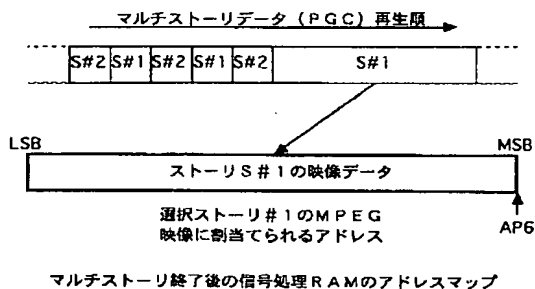 マルチストーリデータ（PGC）再生順
S#2 S#1 S#2 S#1 S#2 S#1
LSB MSB
ストーリS#1の映像データ
選択ストーリ#1のMPEG
映像に割当てられるアドレス
AP6
マルチストーリ終了後の信号処理RAMのアドレスマップ